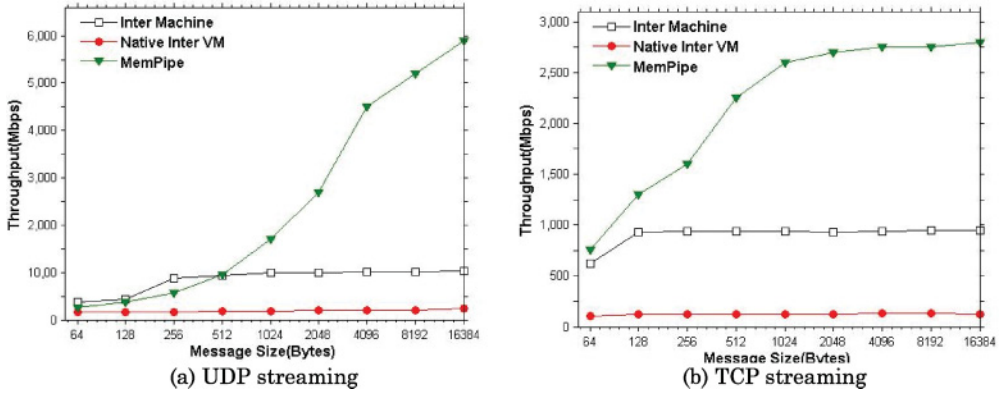 Inter Machine
Native Inter VM
MemPipe
Throughput(Mbps)
6,000
5,000
4,000
3,000
2,000
10,00
0
64 128 256 512 1024 2048 4096 8192 16384
Message Size(Bytes)
(a) UDP streaming
Inter Machine
Native Inter VM
MemPipe
Throughput(Mbps)
3,000
2,500
2,000
1,500
1,000
500
0
64 128 256 512 1024 2048 4096 8192 16384
Message Size(Bytes)
(b) TCP streaming